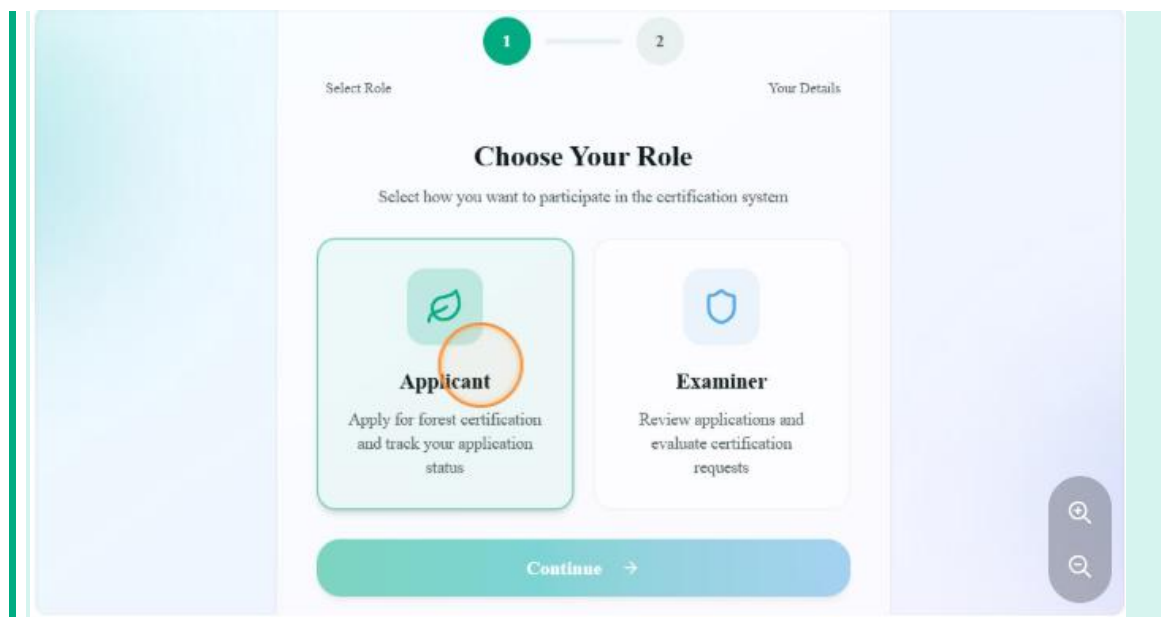 1
2
Select Role
Your Details
Choose Your Role
Select how you want to participate in the certification system
Applicant
Apply for forest certification
and track your application
status
Examiner
Review applications and
evaluate certification
requests
Continue →